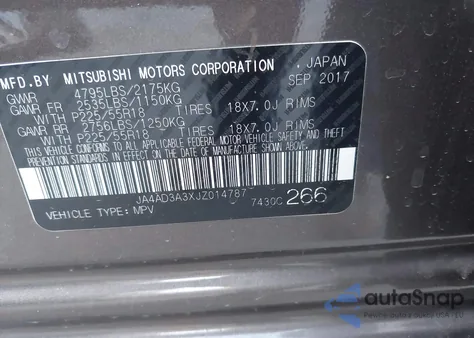 MFD.BY MITSUBISHI MOTORS CORPORATION JAPAN
GVWR 4795LBS/2175KG SEP 2017
GAWR FR 2535LBS/1150KG
WITH P225/55R18 TIRES 18X7.0J RIMS
GAWR RR 2756LBS/1250KG
WITH P225/55R18 TIRES 18X7.0J RIMS
THIS VEHICLE CONFORMS TO ALL APPLICABLE FEDERAL MOTOR VEHICLE SAFETY
AND THEFT PREVENTION STANDARDS IN EFFECT ON THE DATE OF MANUFACTURE SHOWN ABOVE.
JA4AD3A3XJZ014787
VEHICLE TYPE: MPV 7430C 266
autoSnap